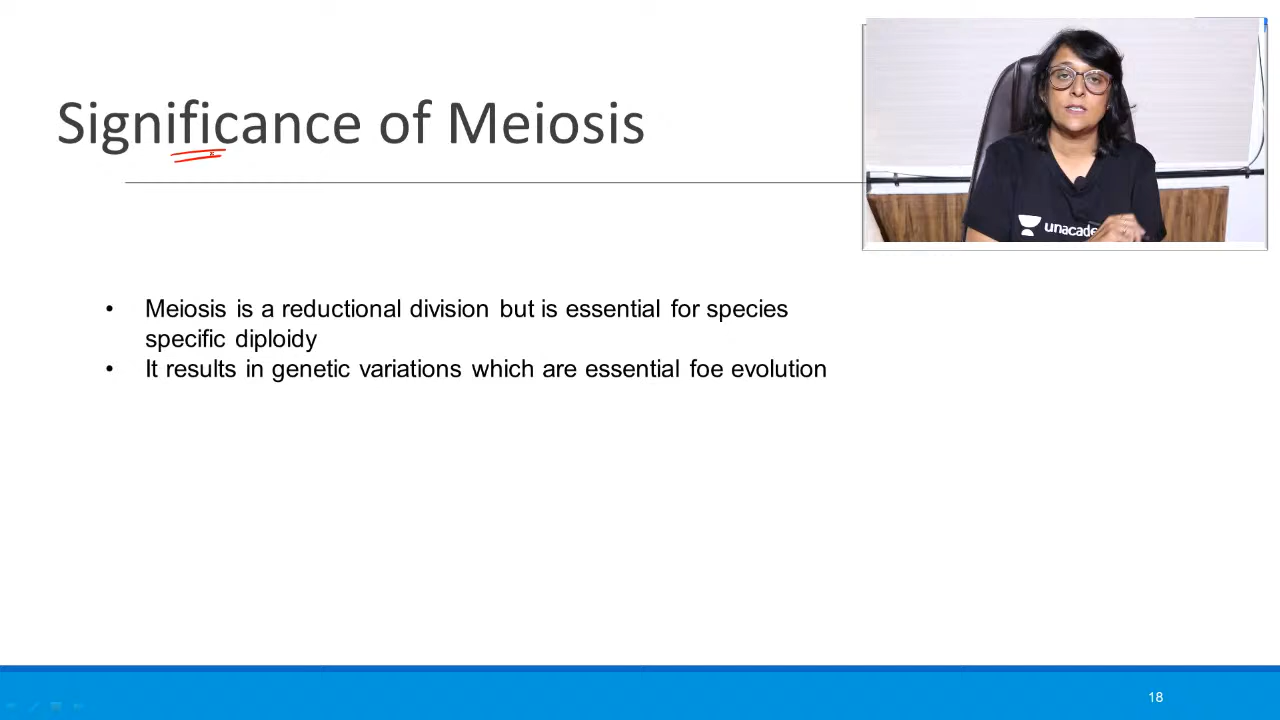 Significance of Meiosis
unacade
• Meiosis is a reductional division but is essential for species
specific diploidy
• It results in genetic variations which are essential foe evolution
18